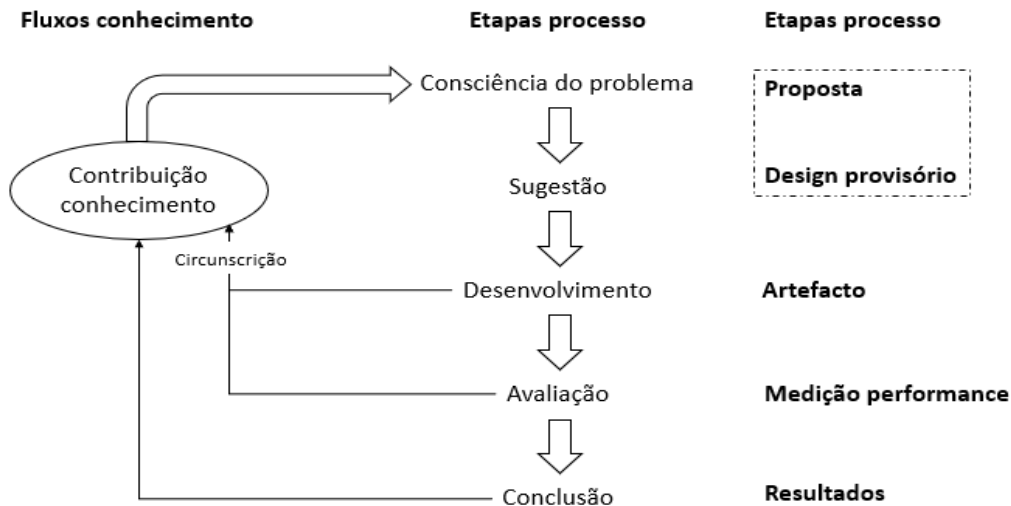 Fluxos conhecimento
Etapas processo
Etapas processo
Consciência do problema
Proposta
Contribuição
conhecimento
Sugestão
Design provisório
Circunscrição
Desenvolvimento
Artefacto
Avaliação
Medição performance
Conclusão
Resultados